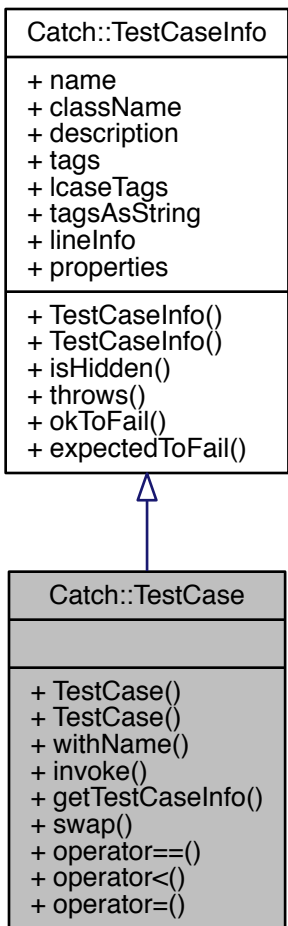 Catch::TestCaseInfo
+ name
+ className
+ description
+ tags
+ lcaseTags
+ tagsAsString
+ lineInfo
+ properties
+ TestCaseInfo()
+ TestCaseInfo()
+ isHidden()
+ throws()
+ okToFail()
+ expectedToFail()
Catch::TestCase
+ TestCase()
+ TestCase()
+ withName()
+ invoke()
+ getTestCaseInfo()
+ swap()
+ operator==()
+ operator<()
+ operator=()